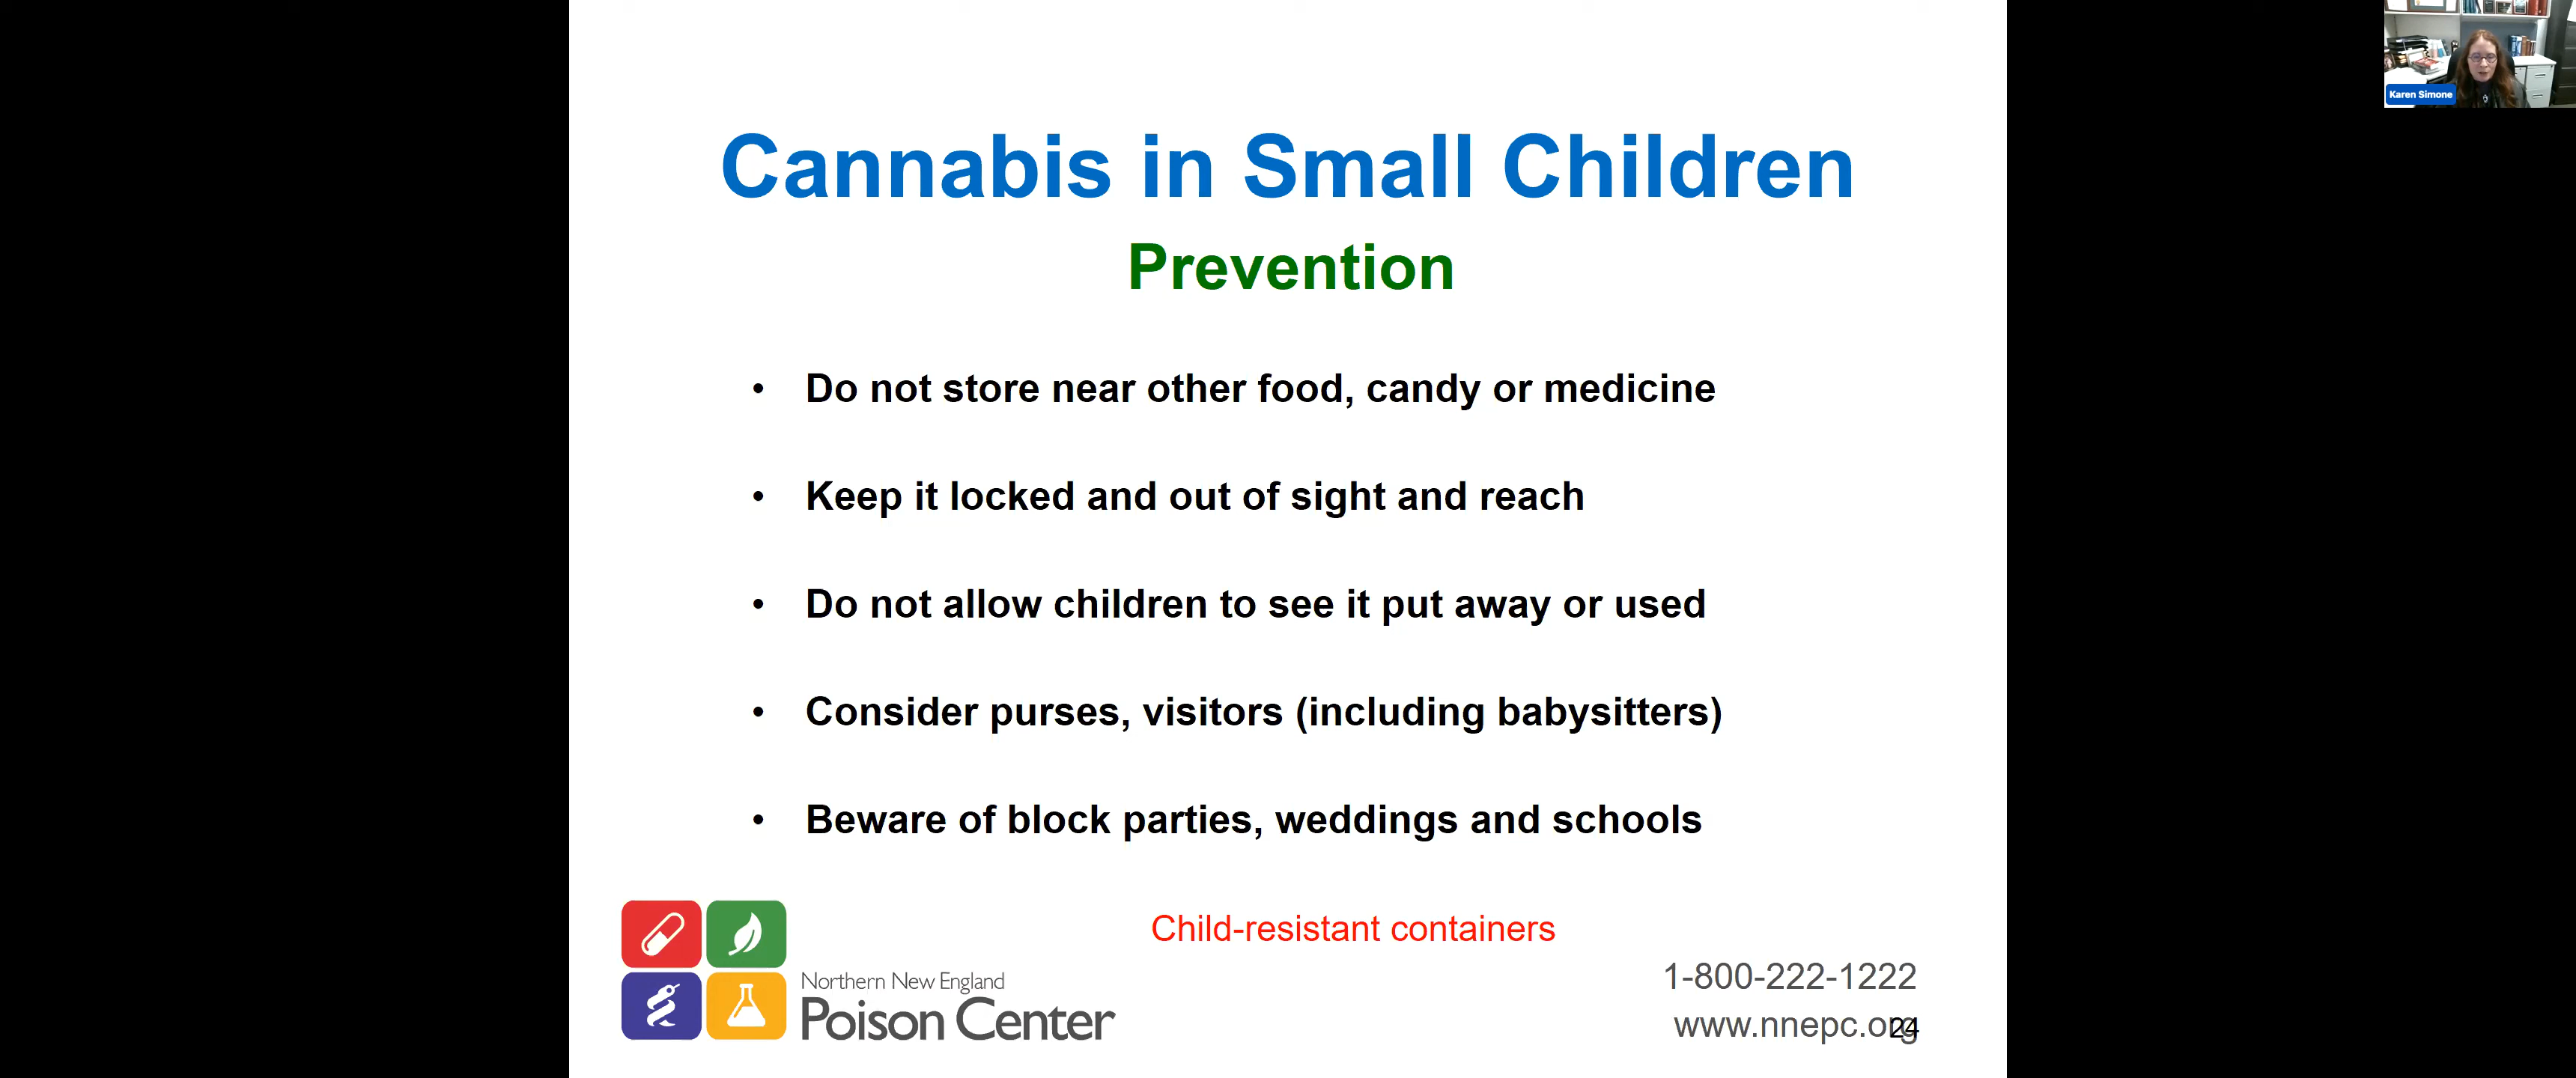 Karen Simone
Cannabis in Small Children
Prevention
• Do not store near other food, candy or medicine
• Keep it locked and out of sight and reach
• Do not allow children to see it put away or used
• Consider purses, visitors (including babysitters)
• Beware of block parties, weddings and schools
Child-resistant containers
Northern New England
Poison Center
1-800-222-1222
www.nnepc.org
24